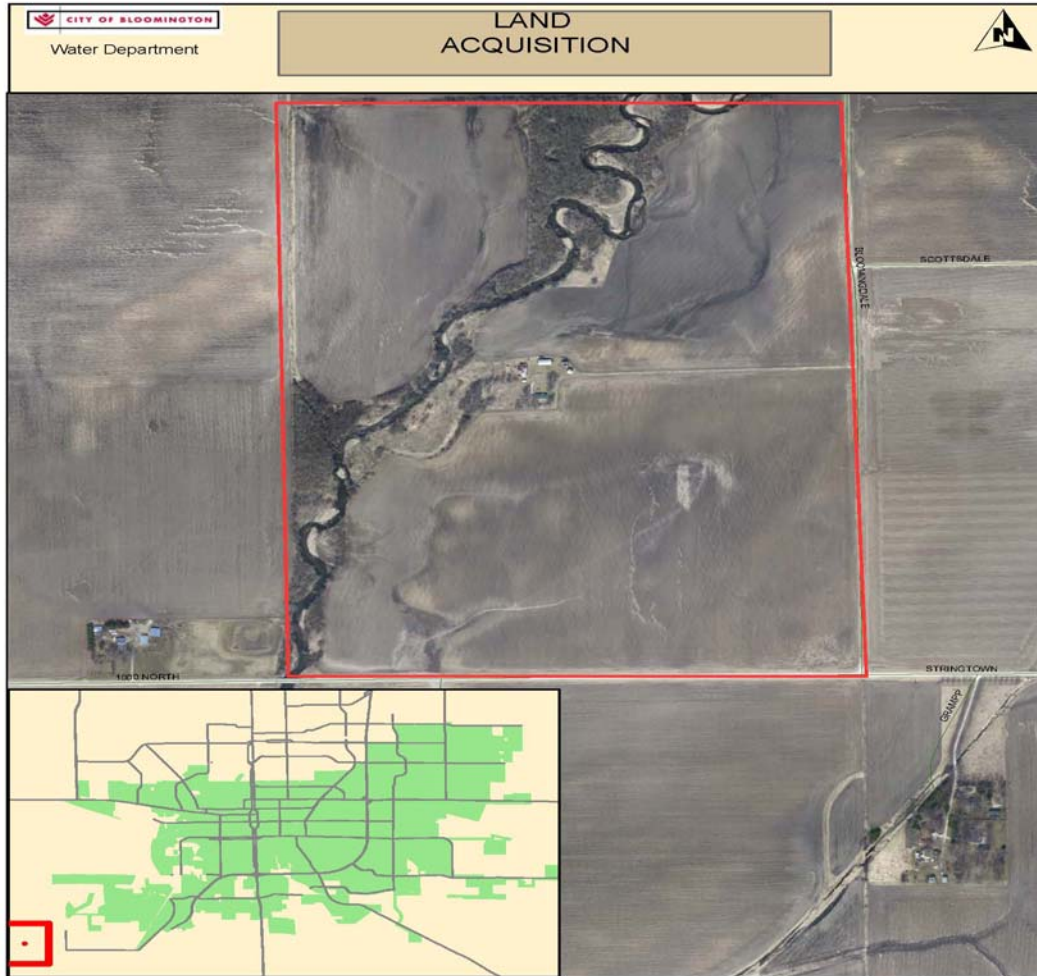 CITY OF BLOOMINGTON
Water Department
LAND
ACQUISITION
N
BLOOMINGDALE
SCOTTSDALE
1000 NORTH
STRINGTOWN
GRAMPP